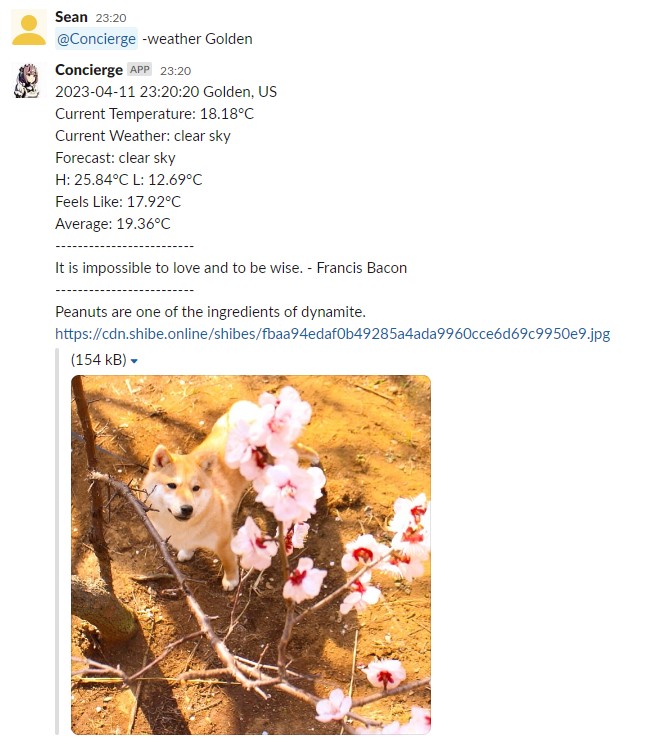 Sean 23:20
@Concierge -weather Golden
Concierge APP 23:20
2023-04-11 23:20:20 Golden, US
Current Temperature: 18.18°C
Current Weather: clear sky
Forecast: clear sky
H: 25.84°C L: 12.69°C
Feels Like: 17.92°C
Average: 19.36°C
-------------------------
It is impossible to love and to be wise. - Francis Bacon
-------------------------
Peanuts are one of the ingredients of dynamite.
https://cdn.shibe.online/shibes/fbaa94edaf0b49285a4ada9960cce6d69c9950e9.jpg
(154 kB)